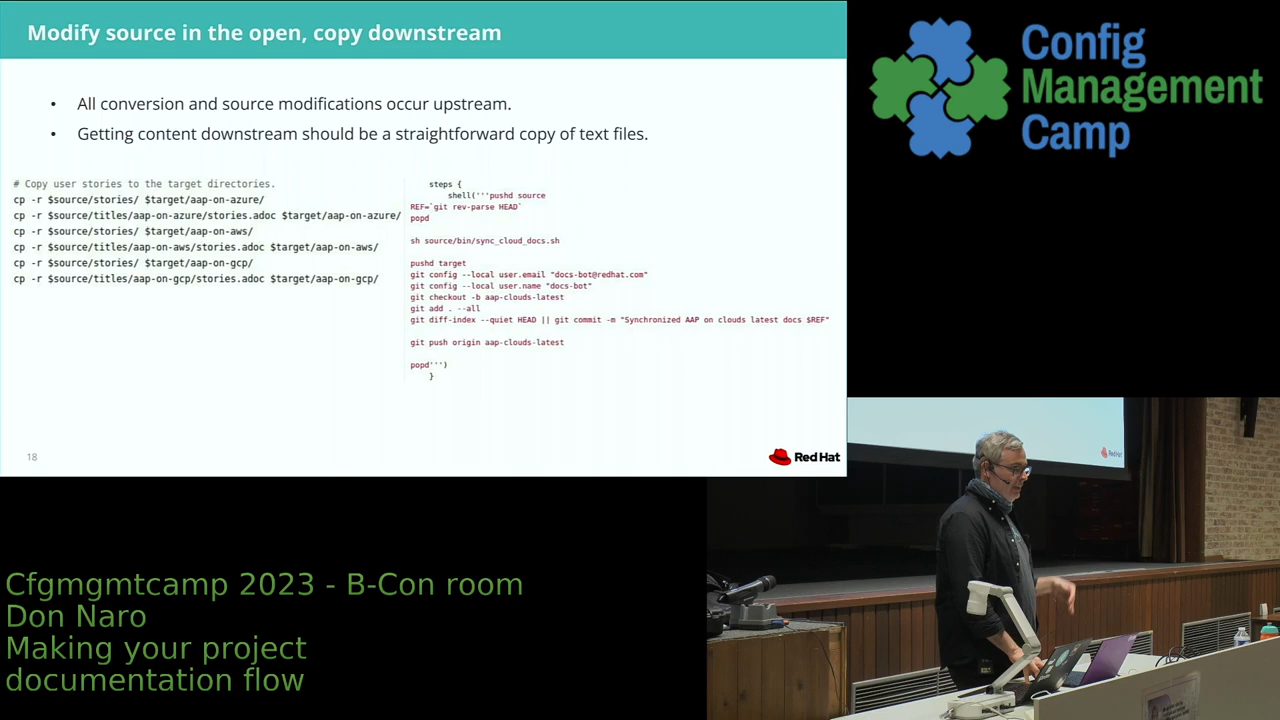 Modify source in the open, copy downstream
• All conversion and source modifications occur upstream.
• Getting content downstream should be a straightforward copy of text files.
# Copy user stories to the target directories.
cp -r $source/stories/ $target/aap-on-azure/
cp -r $source/titles/aap-on-azure/stories.adoc $target/aap-on-azure/
cp -r $source/stories/ $target/aap-on-aws/
cp -r $source/titles/aap-on-aws/stories.adoc $target/aap-on-aws/
cp -r $source/stories/ $target/aap-on-gcp/
cp -r $source/titles/aap-on-gcp/stories.adoc $target/aap-on-gcp/
steps {
shell('''pushd source
REF=`git rev-parse HEAD`
popd
sh source/bin/sync_cloud_docs.sh
pushd target
git config --local user.email "docs-bot@redhat.com"
git config --local user.name "docs-bot"
git checkout -b aap-clouds-latest
git add . --all
git diff-index --quiet HEAD || git commit -m "Synchronized AAP on clouds latest docs $REF"
git push origin aap-clouds-latest
popd''')
}
18
Red Hat
Config
Management
Camp
Red Hat
Cfgmgmtcamp 2023 - B-Con room
Don Naro
Making your project
documentation flow